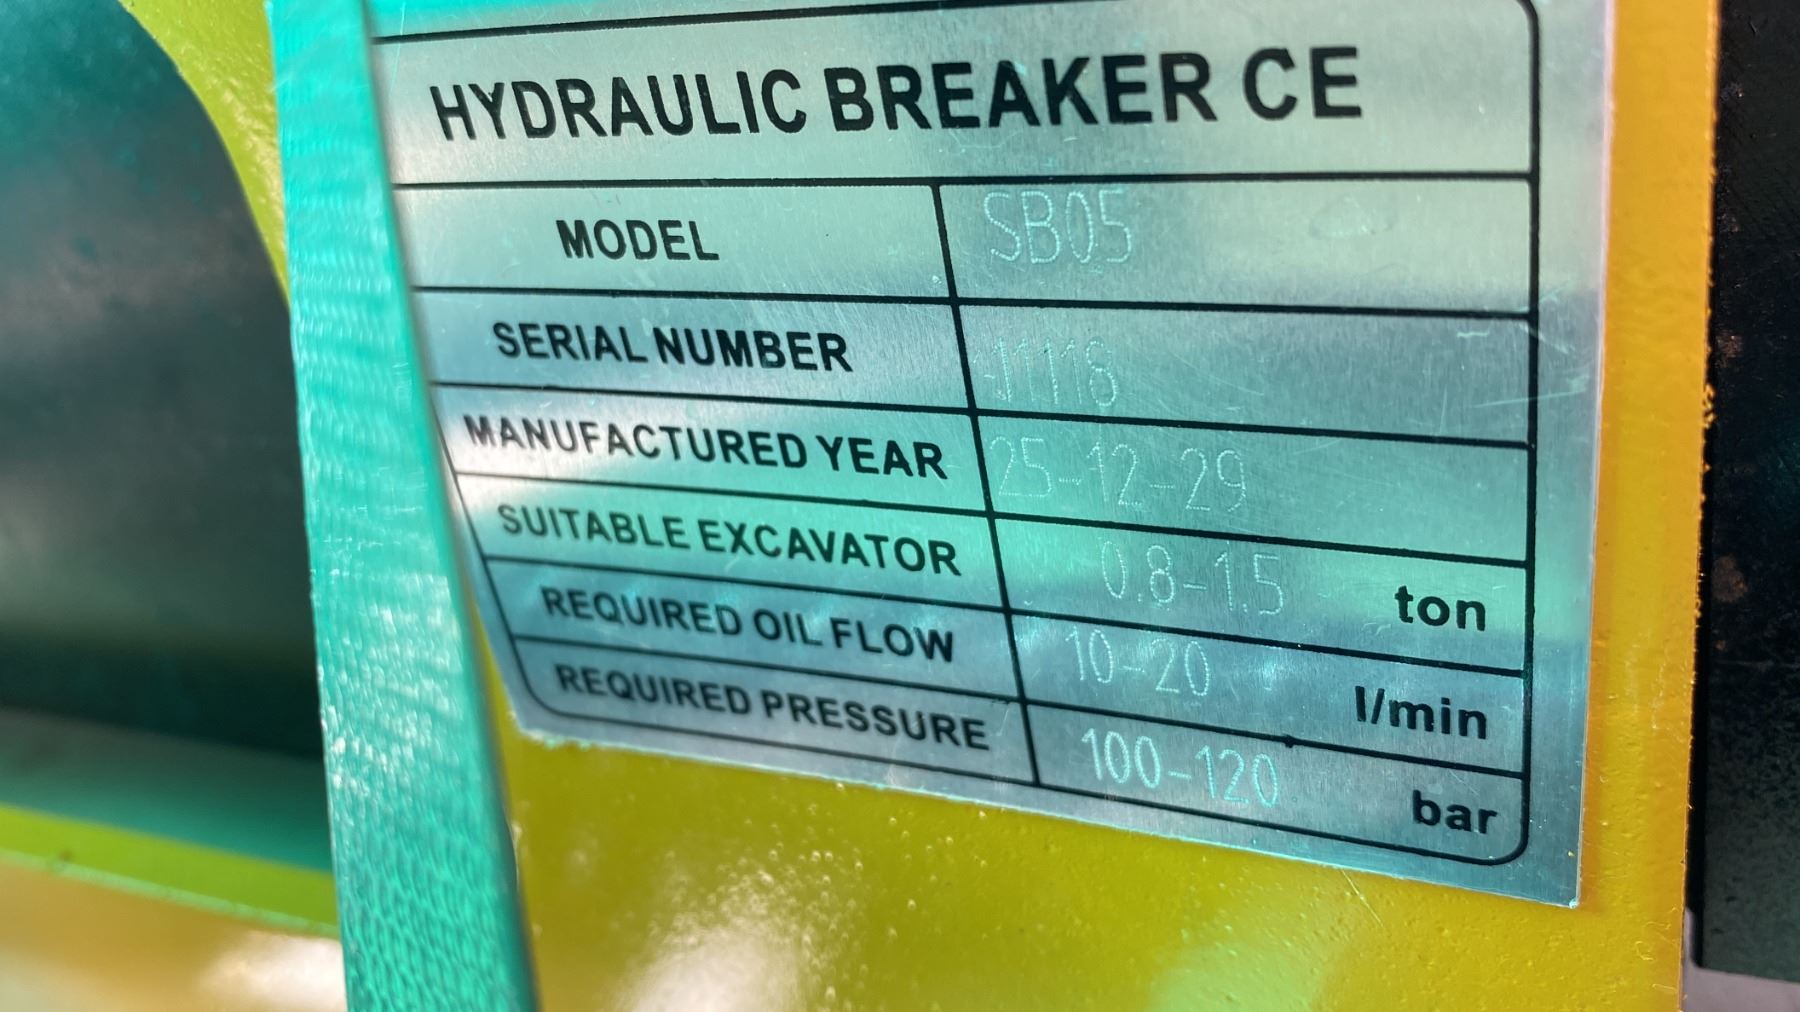 HYDRAULIC BREAKER CE
MODEL SB05
SERIAL NUMBER J1118
MANUFACTURED YEAR 25-12-29
SUITABLE EXCAVATOR 0.8-1.5 ton
REQUIRED OIL FLOW 10-20 l/min
REQUIRED PRESSURE 100-120 bar